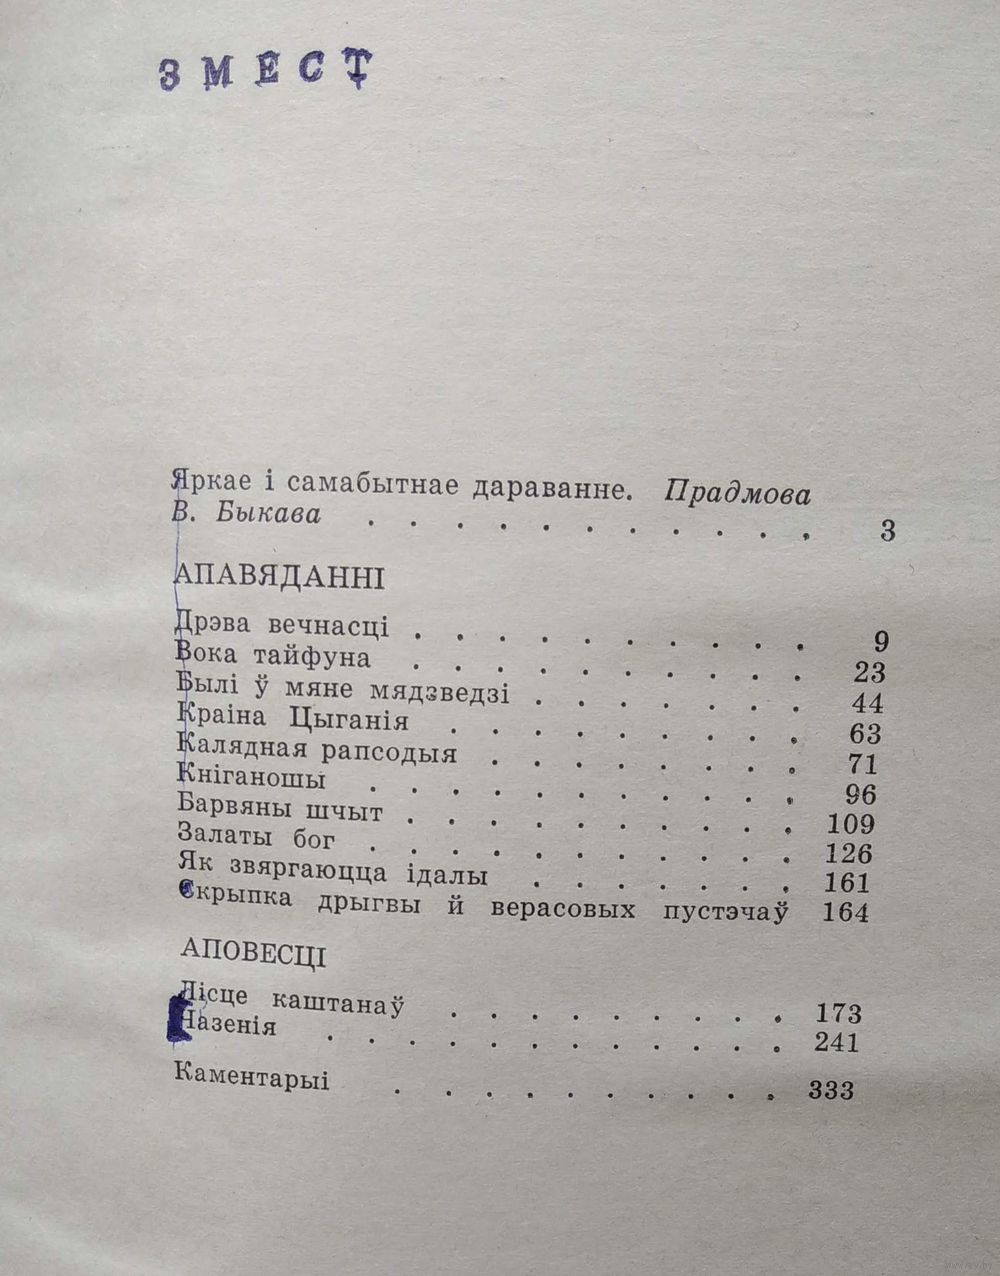 ЗМЕСТ
Яркае і самабытнае дараванне. Прадмова
В. Быкава . . . . . . . . . . . 3
АПАВЯДАННІ
Дрэва вечнасці . . . . . . . . . . 9
Вока тайфуна . . . . . . . . . . 23
Былі ў мяне мядзведзі . . . . . . . 44
Краіна Цыганія . . . . . . . . . 63
Калядная рапсодыя . . . . . . . . 71
Кніганошы . . . . . . . . . . . 96
Барвяны шчыт . . . . . . . . . . 109
Залаты бог . . . . . . . . . . . 126
Як звяргаюцца ідалы . . . . . . . 161
Скрыпка дрыгвы й верасовых пустэчаў 164
АПОВЕСЦІ
Лісце каштанаў . . . . . . . . . 173
Чазенія . . . . . . . . . . . . 241
Каментарыі . . . . . . . . . . 333